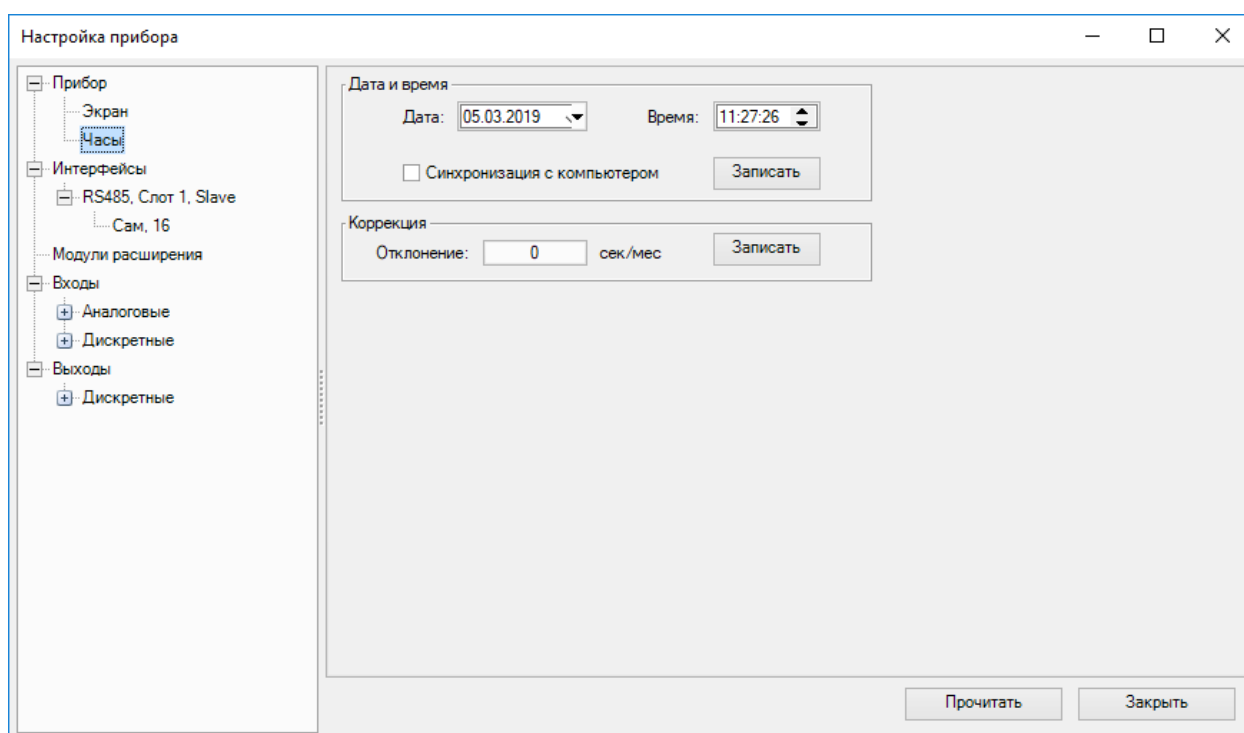 Настройка прибора
Прибор
Экран
Часы
Интерфейсы
RS485, Слот 1, Slave
Сам, 16
Модули расширения
Входы
Аналоговые
Дискретные
Выходы
Дискретные
Дата и время
Дата: 05.03.2019 Время: 11:27:26
Синхронизация с компьютером Записать
Коррекция
Отклонение: 0 сек/мес Записать
Прочитать Закрыть